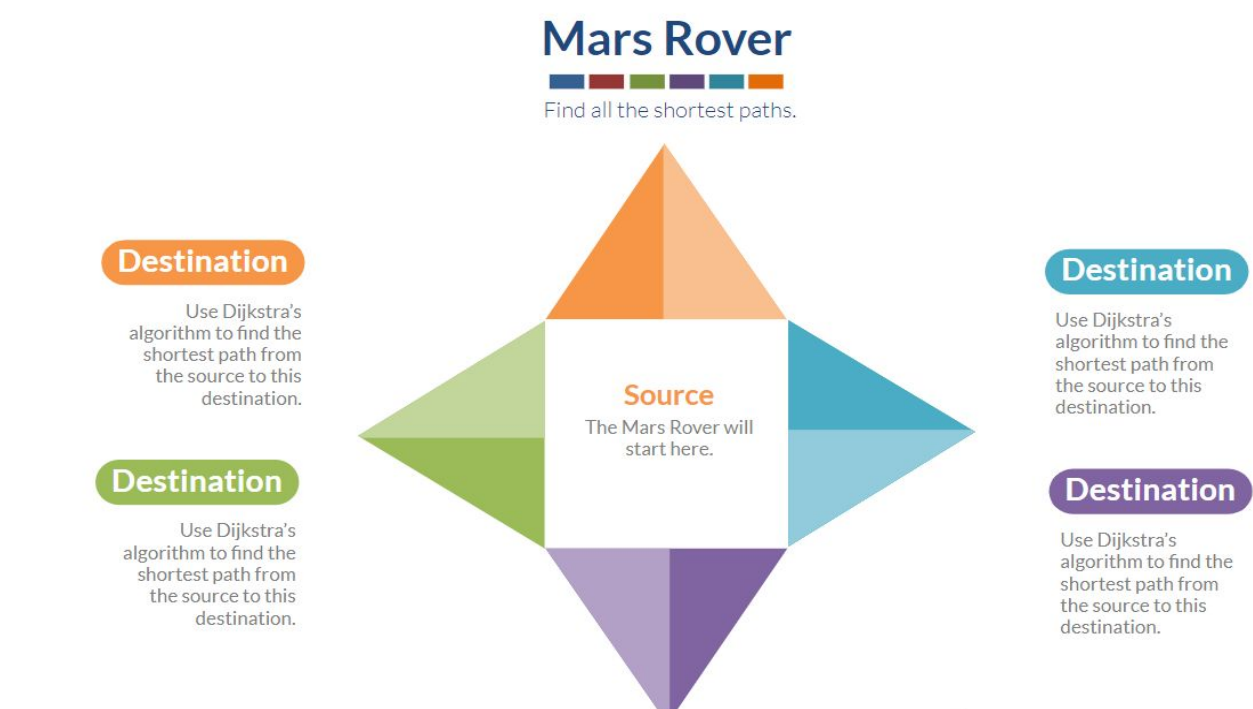 Mars Rover
Find all the shortest paths.
Destination
Use Dijkstra's
algorithm to find the
shortest path from
the source to this
destination.
Destination
Use Dijkstra's
algorithm to find the
shortest path from
the source to this
destination.
Source
The Mars Rover will
start here.
Destination
Use Dijkstra's
algorithm to find the
shortest path from
the source to this
destination.
Destination
Use Dijkstra's
algorithm to find the
shortest path from
the source to this
destination.